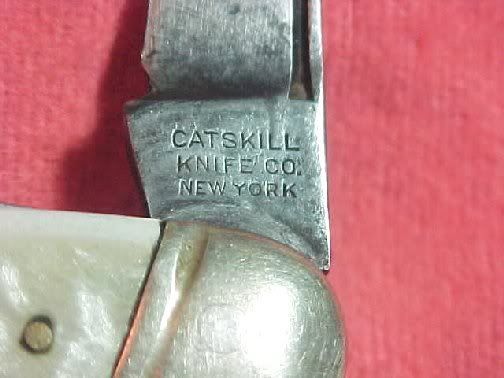 CATSKILL
KNIFE CO.
NEW YORK